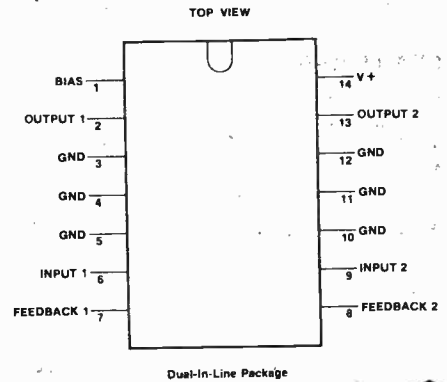 TOP VIEW
BIAS 1
14 V+
OUTPUT 1 2
13 OUTPUT 2
GND 3
12 GND
GND 4
11 GND
GND 5
10 GND
INPUT 1 6
9 INPUT 2
FEEDBACK 1 7
8 FEEDBACK 2
Dual-In-Line Package